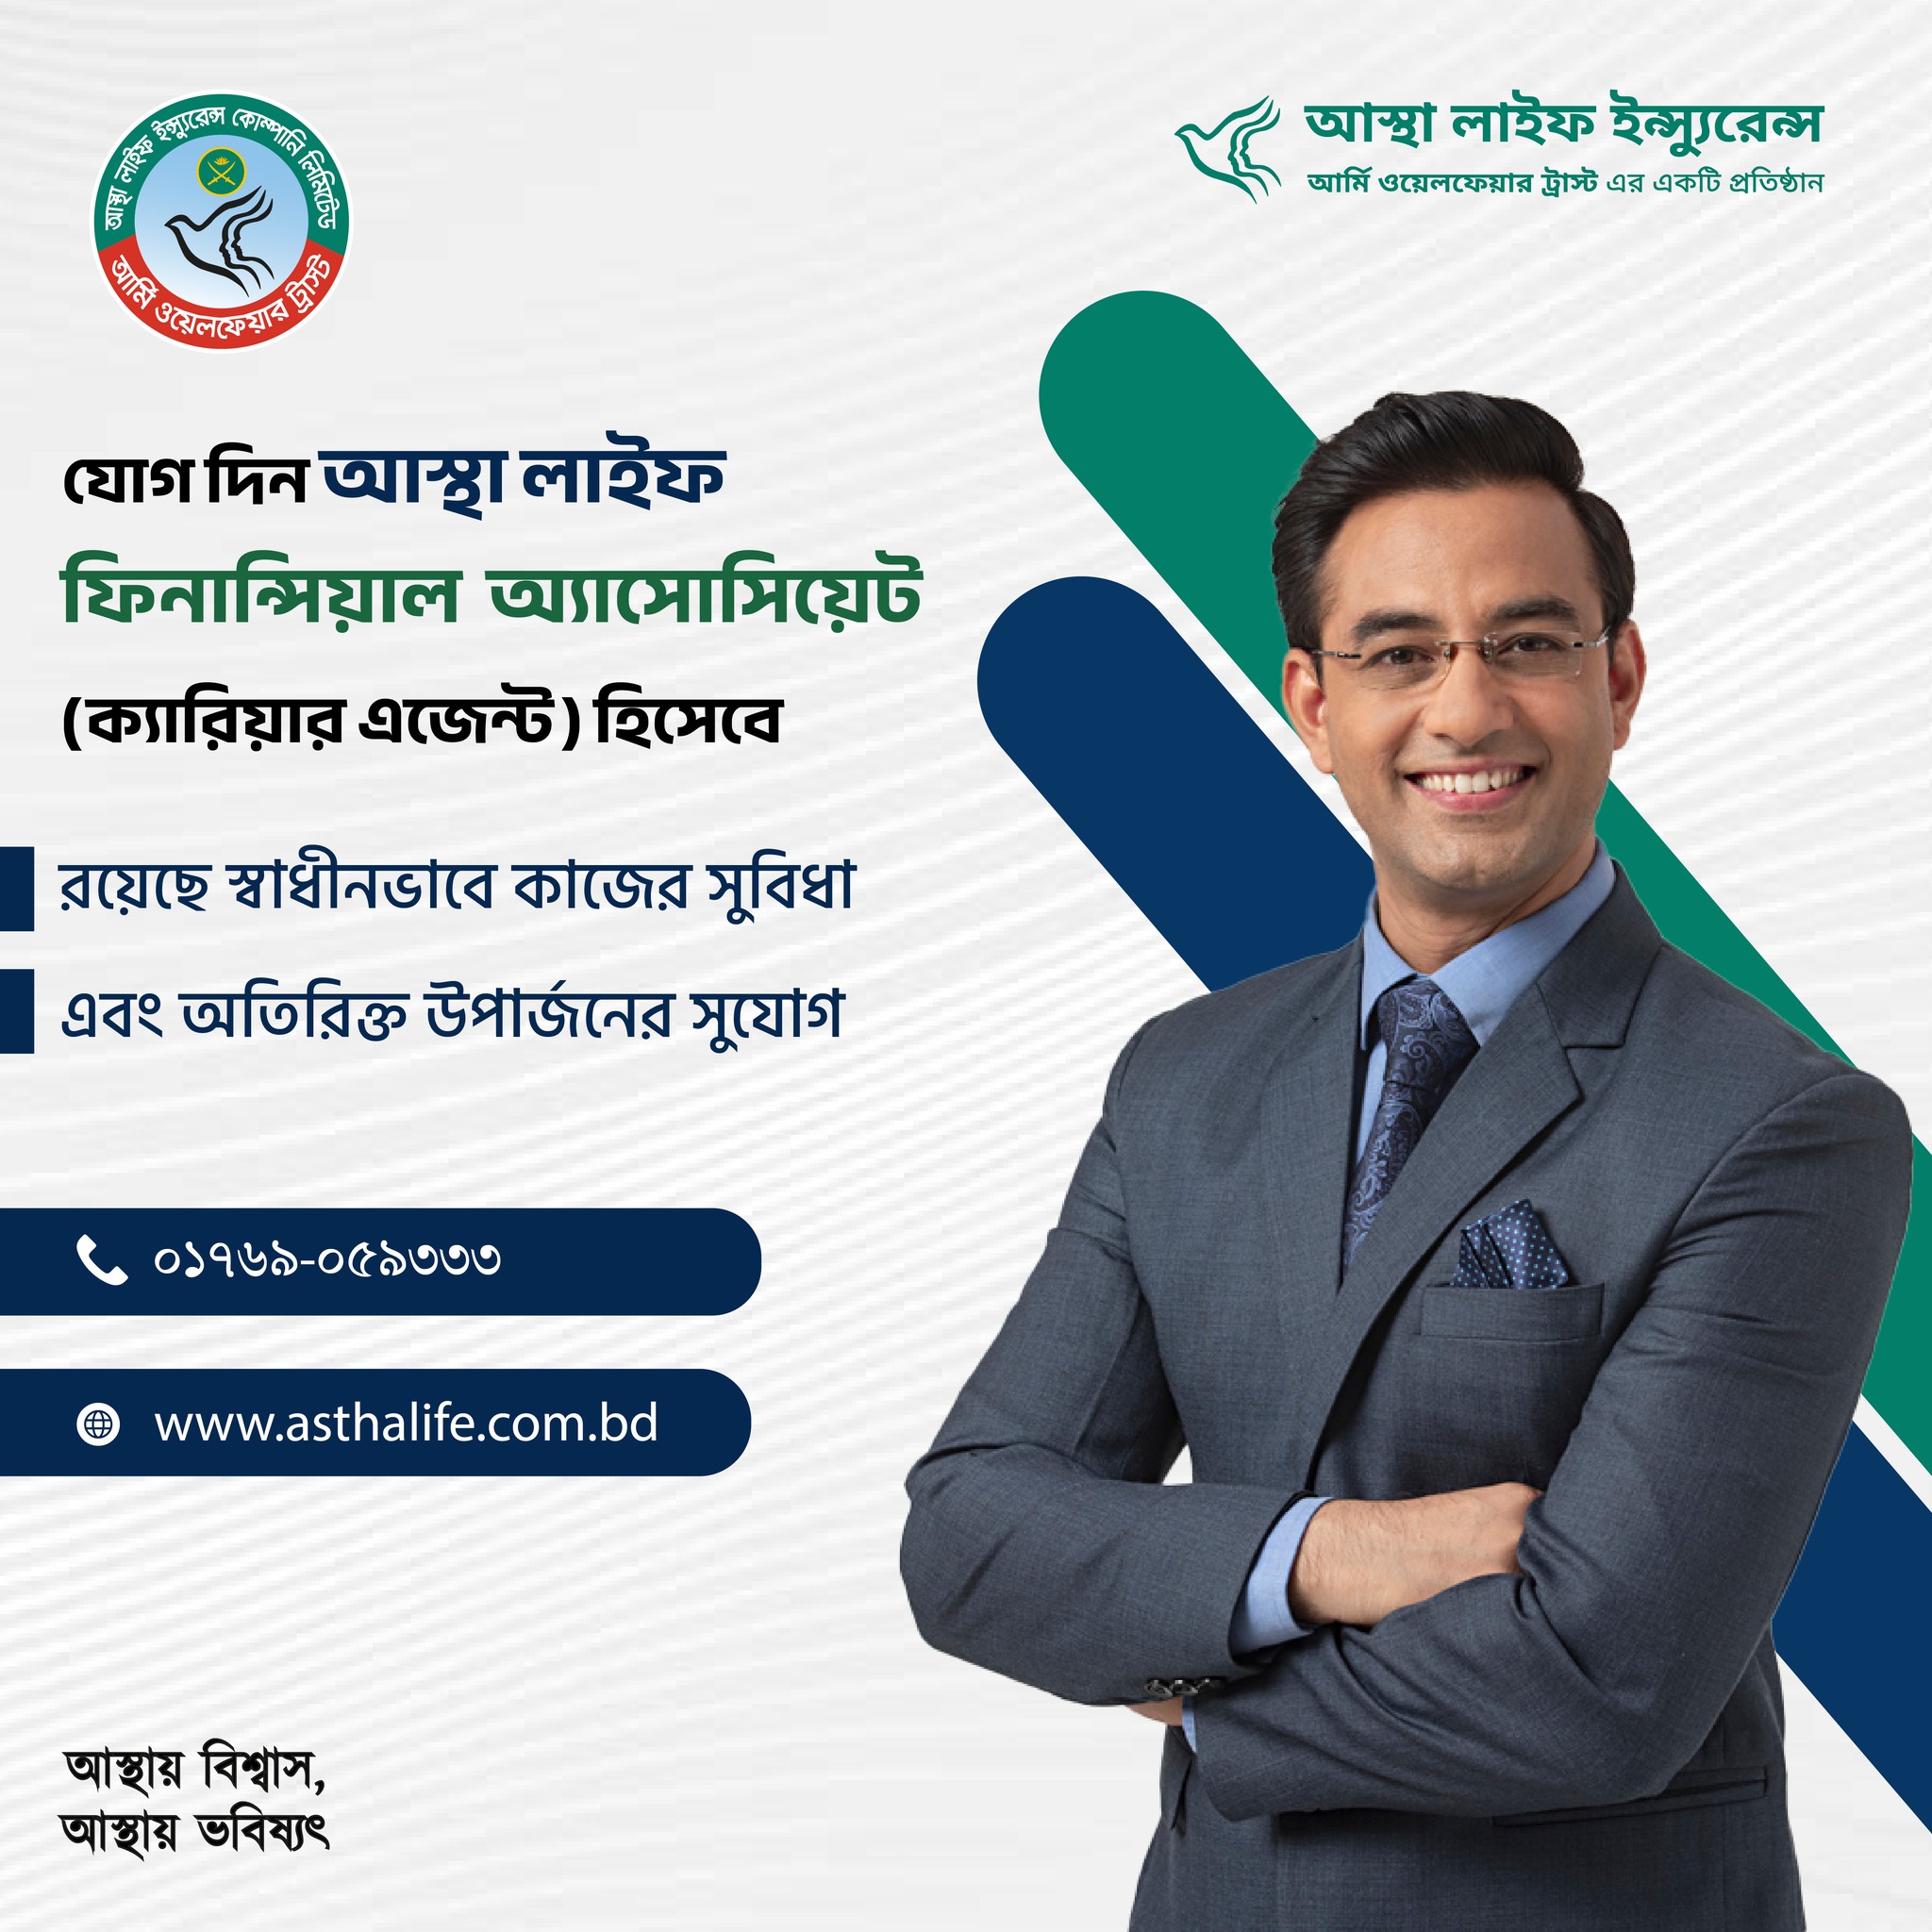 আস্থা লাইফ ইন্স্যুরেন্স কোম্পানি লিমিটেড
আর্মি ওয়েলফেয়ার ট্রাস্ট
আস্থা লাইফ ইন্স্যুরেন্স
আর্মি ওয়েলফেয়ার ট্রাস্ট এর একটি প্রতিষ্ঠান
যোগ দিন আস্থা লাইফ
ফিনান্সিয়াল অ্যাসোসিয়েট
(ক্যারিয়ার এজেন্ট) হিসেবে
রয়েছে স্বাধীনভাবে কাজের সুবিধা
এবং অতিরিক্ত উপার্জনের সুযোগ
০১৭৬৯-০৫৯৩৩৩
www.asthalife.com.bd
আস্থায় বিশ্বাস,
আস্থায় ভবিষ্যৎ